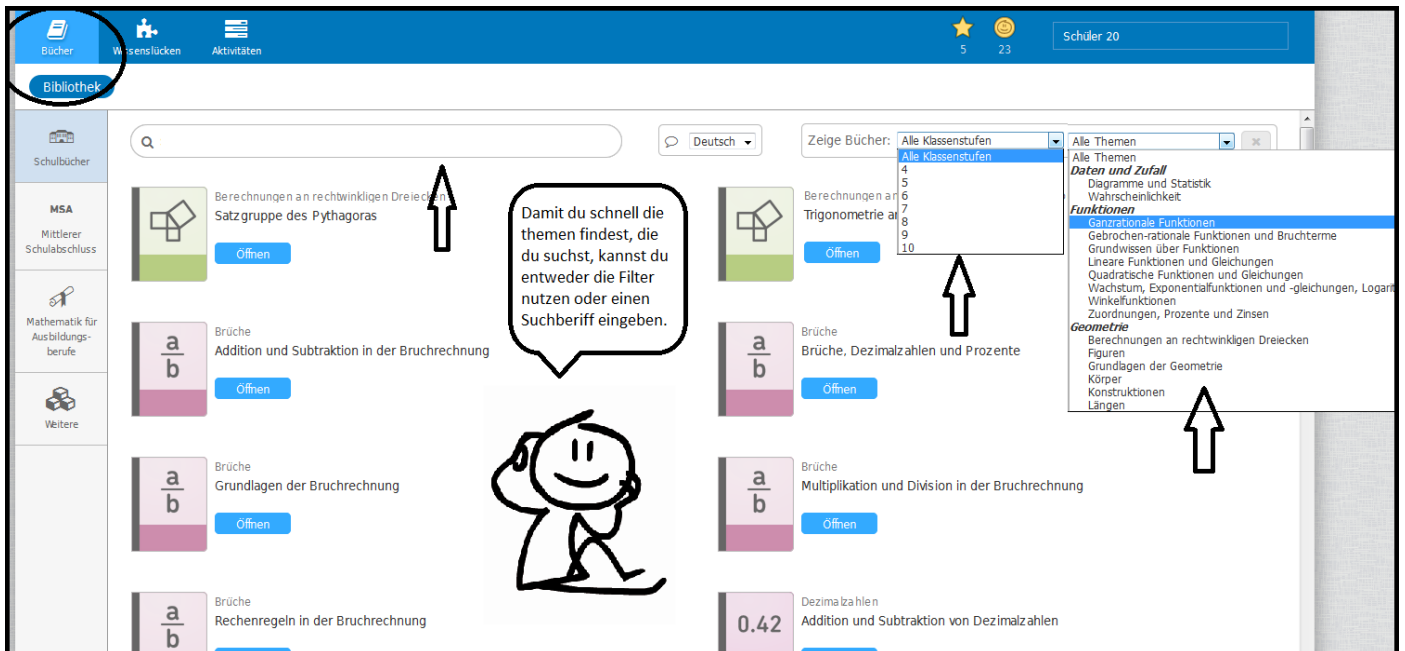 Bücher
Wissenslücken
Aktivitäten
5
23
Schüler 20
Bibliothek
Schulbücher
MSA
Mittlerer
Schulabschluss
Mathematik für
Ausbildungs-
berufe
Weitere
Deutsch
Zeige Bücher:
Alle Klassenstufen
Alle Klassenstufen
4
5
6
7
8
9
10
Alle Themen
Alle Themen
Daten und Zufall
Diagramme und Statistik
Wahrscheinlichkeit
Funktionen
Ganzrationale Funktionen
Gebrochen-rationale Funktionen und Bruchterme
Grundwissen über Funktionen
Lineare Funktionen und Gleichungen
Quadratische Funktionen und Gleichungen
Wachstum, Exponentialfunktionen und -gleichungen, Logarit
Winkelfunktionen
Zuordnungen, Prozente und Zinsen
Geometrie
Berechnungen an rechtwinkligen Dreiecken
Figuren
Grundlagen der Geometrie
Körper
Konstruktionen
Längen
Berechnungen an rechtwinkligen Dreiecken
Satzgruppe des Pythagoras
Öffnen
Damit du schnell die
themen findest, die
du suchst, kannst du
entweder die Filter
nutzen oder einen
Suchberiff eingeben.
Berechnungen an
Trigonometrie
Öffnen
a
b
Brüche
Addition und Subtraktion in der Bruchrechnung
Öffnen
a
b
Brüche
Brüche, Dezimalzahlen und Prozente
Öffnen
a
b
Brüche
Grundlagen der Bruchrechnung
Öffnen
a
b
Brüche
Multiplikation und Division in der Bruchrechnung
Öffnen
a
b
Brüche
Rechenregeln in der Bruchrechnung
0.42
Dezimalzahlen
Addition und Subtraktion von Dezimalzahlen